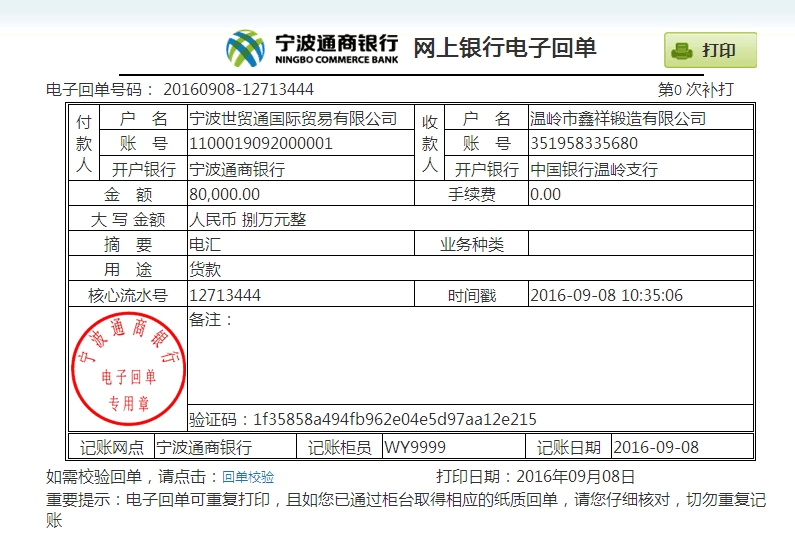 宁波通商银行 网上银行电子回单
NINGBO COMMERCE BANK
打印
电子回单号码： 20160908-12713444 第0 次补打
付款人 户 名 宁波世贸通国际贸易有限公司 收款人 户 名 温岭市鑫祥锻造有限公司
账 号 1100019092000001 账 号 351958335680
开户银行 宁波通商银行 开户银行 中国银行温岭支行
金 额 80,000.00 手续费 0.00
大 写 金额 人民币 捌万元整
摘 要 电汇 业务种类
用 途 货款
核心流水号 12713444 时间戳 2016-09-08 10:35:06
宁波通商银行
电子回单
专用章
备注：
验证码：1f35858a494fb962e04e5d97aa12e215
记账网点 宁波通商银行 记账柜员 WY9999 记账日期 2016-09-08
如需校验回单，请点击：回单校验 打印日期：2016年09月08日
重要提示：电子回单可重复打印，且如您已通过柜台取得相应的纸质回单，请您仔细核对，切勿重复记
账